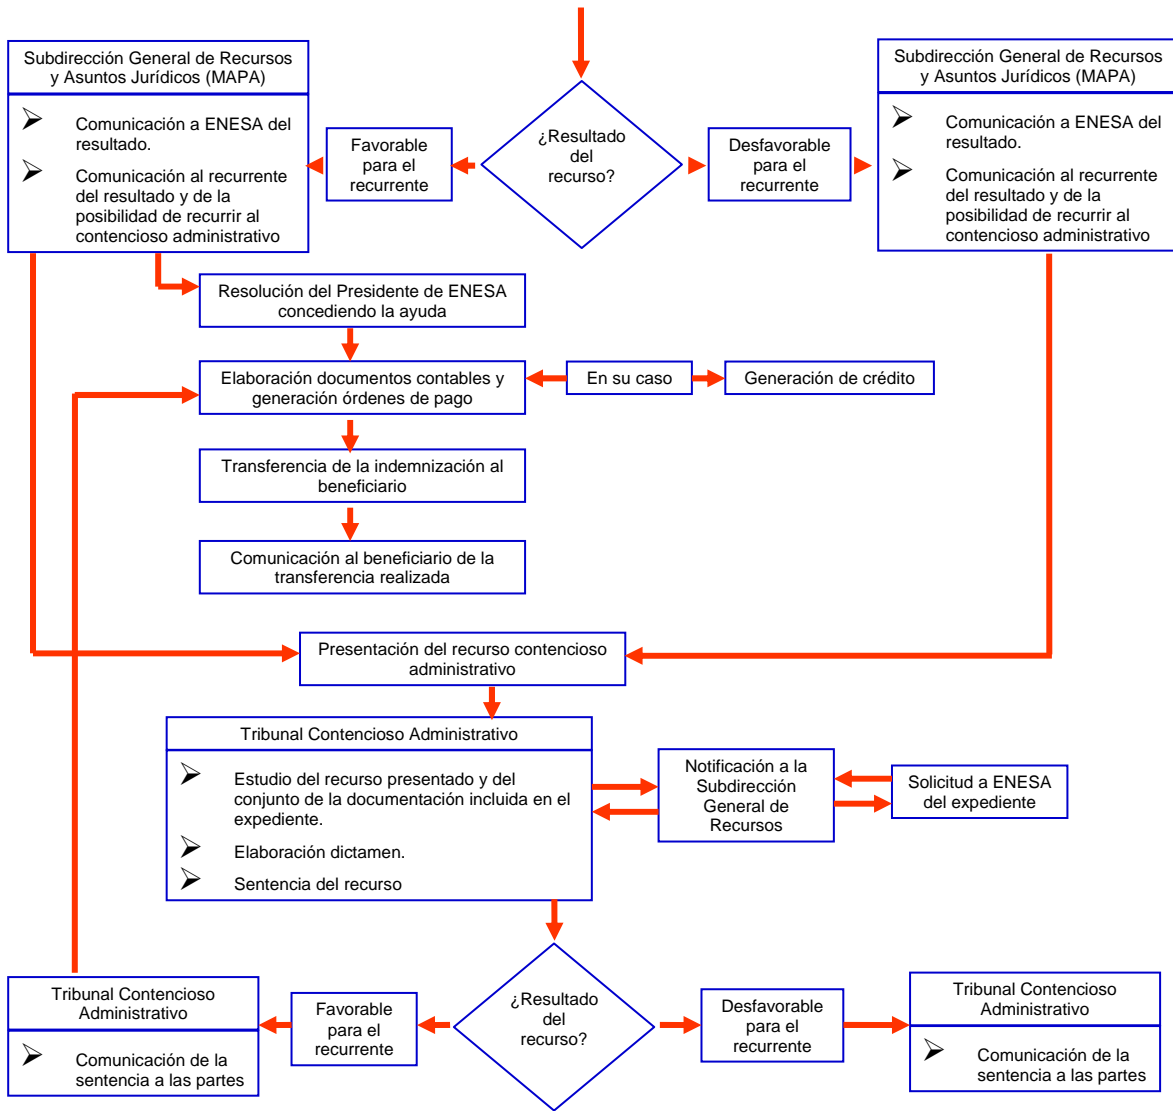 Subdirección General de Recursos
y Asuntos Jurídicos (MAPA)
Comunicación a ENESA del
resultado.
Comunicación al recurrente
del resultado y de la
posibilidad de recurrir al
contencioso administrativo
Favorable
para el
recurrente
¿Resultado
del
recurso?
Desfavorable
para el
recurrente
Subdirección General de Recursos
y Asuntos Jurídicos (MAPA)
Comunicación a ENESA del
resultado.
Comunicación al recurrente
del resultado y de la
posibilidad de recurrir al
contencioso administrativo
Resolución del Presidente de ENESA
concediendo la ayuda
Elaboración documentos contables y
generación órdenes de pago
En su caso
Generación de crédito
Transferencia de la indemnización al
beneficiario
Comunicación al beneficiario de la
transferencia realizada
Presentación del recurso contencioso
administrativo
Tribunal Contencioso Administrativo
Estudio del recurso presentado y del
conjunto de la documentación incluida en el
expediente.
Elaboración dictamen.
Sentencia del recurso
Notificación a la
Subdirección
General de
Recursos
Solicitud a ENESA
del expediente
Tribunal Contencioso
Administrativo
Comunicación de la
sentencia a las partes
Favorable
para el
recurrente
¿Resultado
del
recurso?
Desfavorable
para el
recurrente
Tribunal Contencioso
Administrativo
Comunicación de la
sentencia a las partes